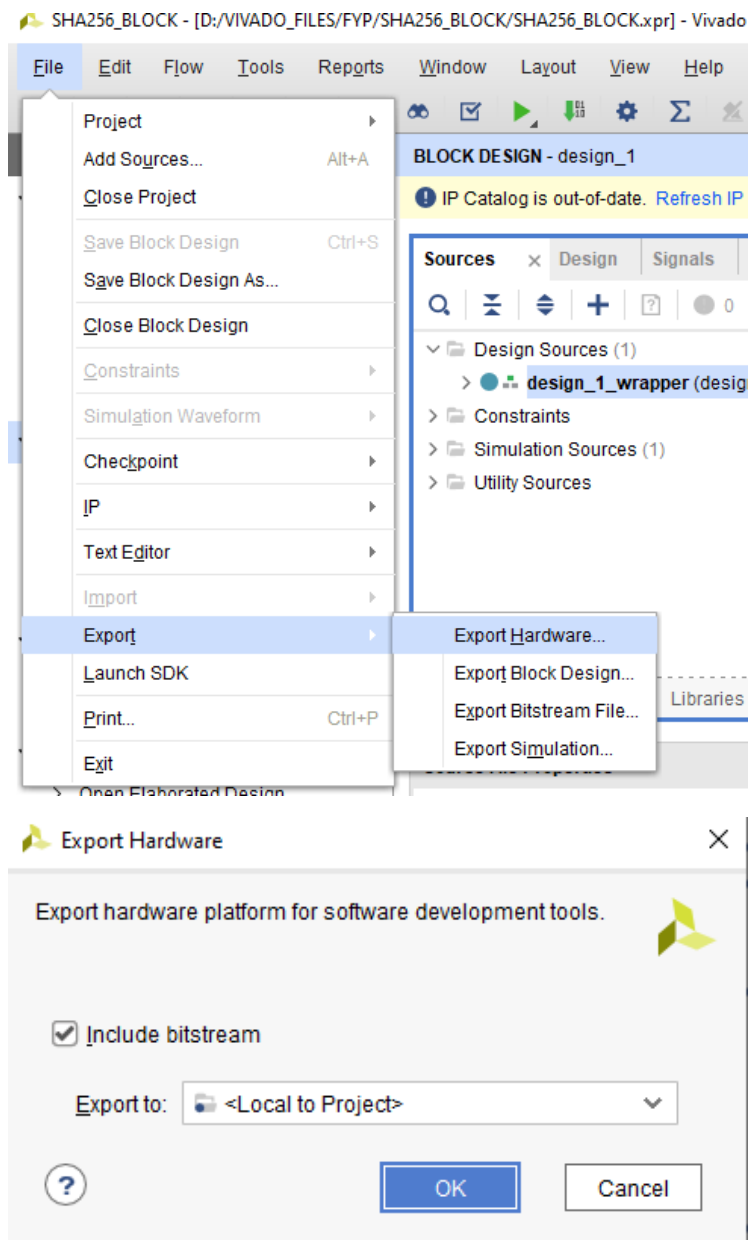 SHA256_BLOCK - [D:/VIVADO_FILES/FYP/SHA256_BLOCK/SHA256_BLOCK.xpr] - Vivado
File Edit Flow Tools Reports Window Layout View Help
Project
Add Sources... Alt+A
Close Project
Save Block Design Ctrl+S
Save Block Design As...
Close Block Design
Constraints
Simulation Waveform
Checkpoint
IP
Text Editor
Import
Export
Launch SDK
Print... Ctrl+P
Exit
Open Elaborated Design
BLOCK DESIGN - design_1
IP Catalog is out-of-date. Refresh IP
Sources × Design Signals
0
Design Sources (1)
design_1_wrapper (desig
Constraints
Simulation Sources (1)
Utility Sources
Export Hardware...
Export Block Design...
Export Bitstream File...
Export Simulation...
Libraries
Export Hardware
Export hardware platform for software development tools.
Include bitstream
Export to: <Local to Project>
? OK Cancel